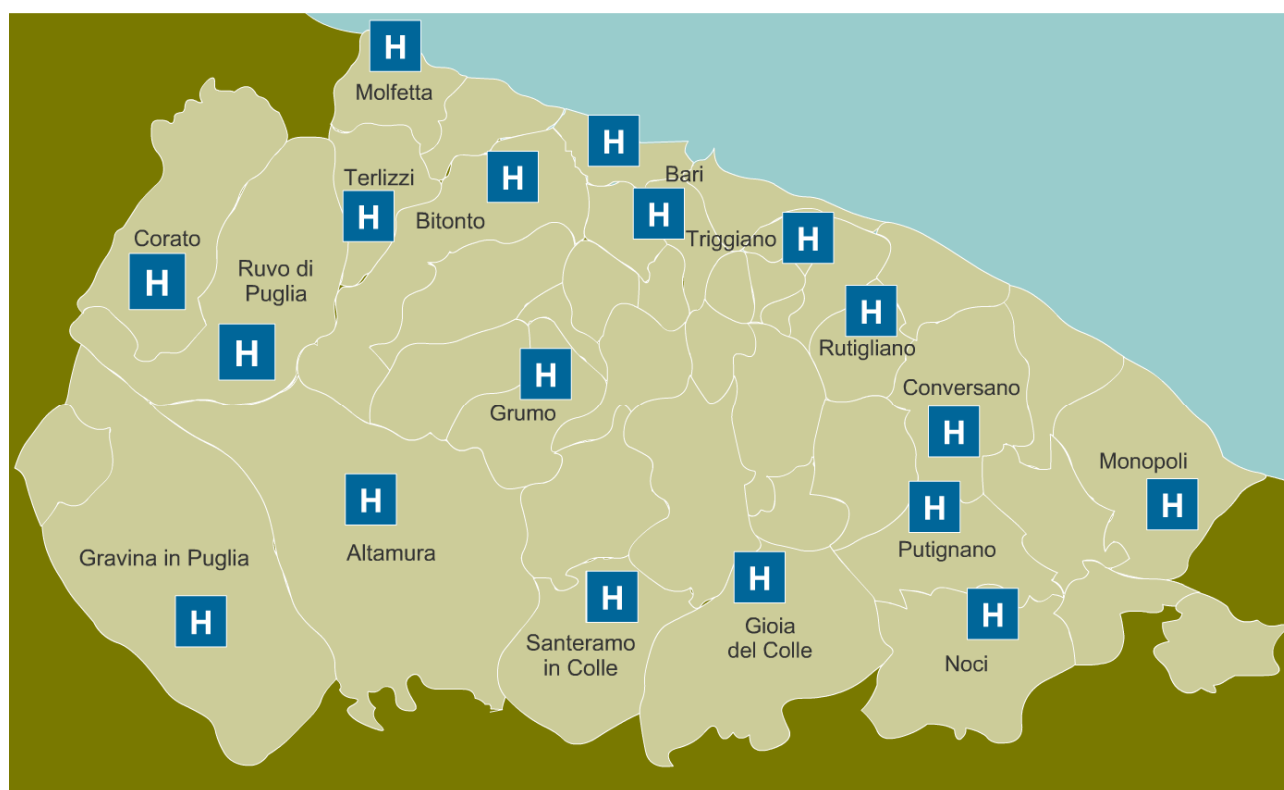 H
Molfetta
H
H
Bari
Terlizzi
H
H
Bitonto
H
Triggiano
H
Corato
H
Ruvo di
Puglia
H
H
Rutigliano
H
Grumo
Conversano
H
Monopoli
H
H
Altamura
H
Putignano
Gravina in Puglia
H
H
Santeramo
in Colle
H
Gioia
del Colle
H
Noci